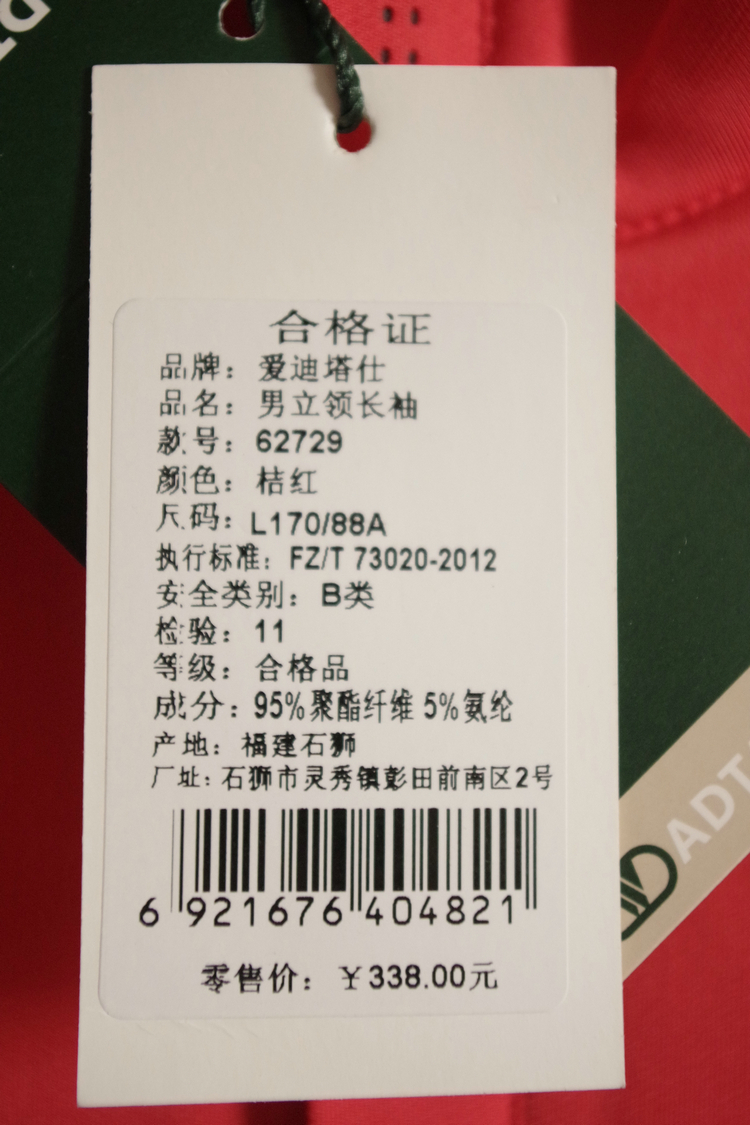 合格证
品牌：爱迪塔仕
品名：男立领长袖
款号：62729
颜色：桔红
尺码：L170/88A
执行标准：FZ/T 73020-2012
安全类别：B类
检验：11
等级：合格品
成分：95%聚酯纤维 5%氨纶
产地：福建石狮
厂址：石狮市灵秀镇彭田前南区2号
6 921676 404821
零售价：￥338.00元
ADT